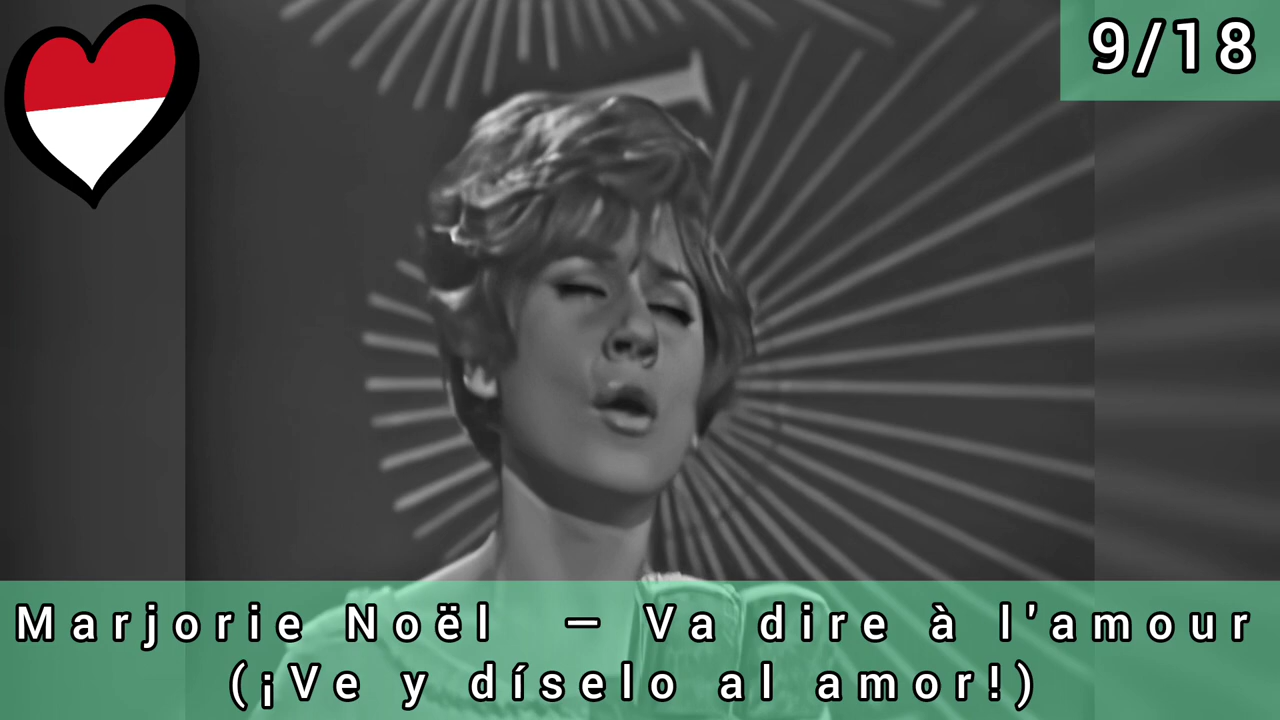 9/18
Marjorie Noël — Va dire à l'amour
(¡Ve y díselo al amor!)